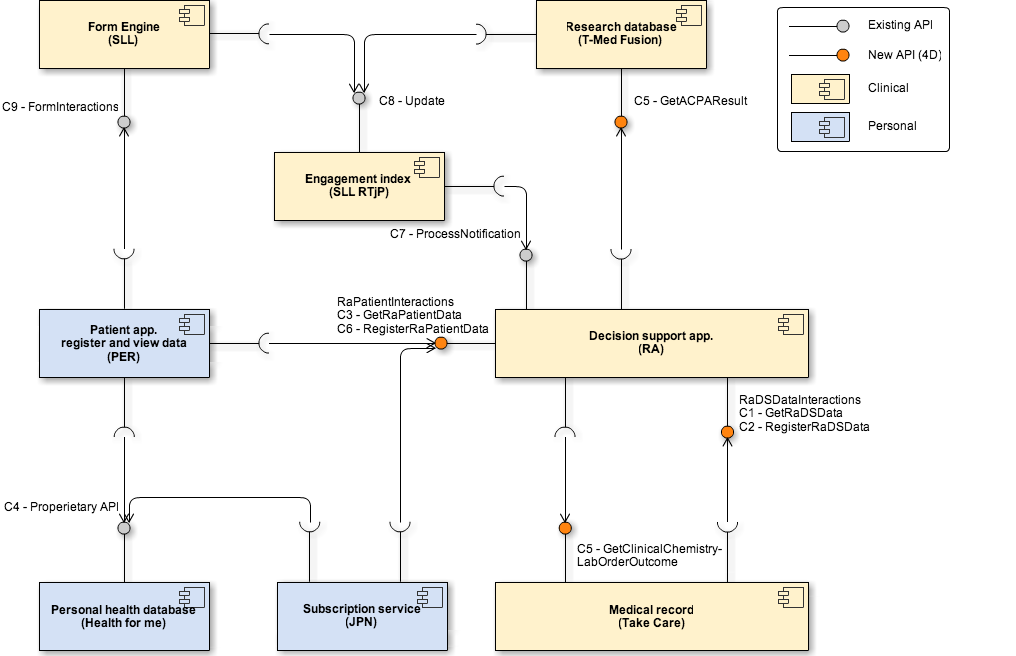 Form Engine
(SLL)
Research database
(T-Med Fusion)
Existing API
New API (4D)
Clinical
Personal
C9 - FormInteractions
C8 - Update
C5 - GetACPAResult
Engagement index
(SLL RTjP)
C7 - ProcessNotification
RaPatientInteractions
C3 - GetRaPatientData
C6 - RegisterRaPatientData
Patient app.
register and view data
(PER)
Decision support app.
(RA)
RaDSDataInteractions
C1 - GetRaDSData
C2 - RegisterRaDSData
C4 - Properietary API
C5 - GetClinicalChemistry-
LabOrderOutcome
Personal health database
(Health for me)
Subscription service
(JPN)
Medical record
(Take Care)